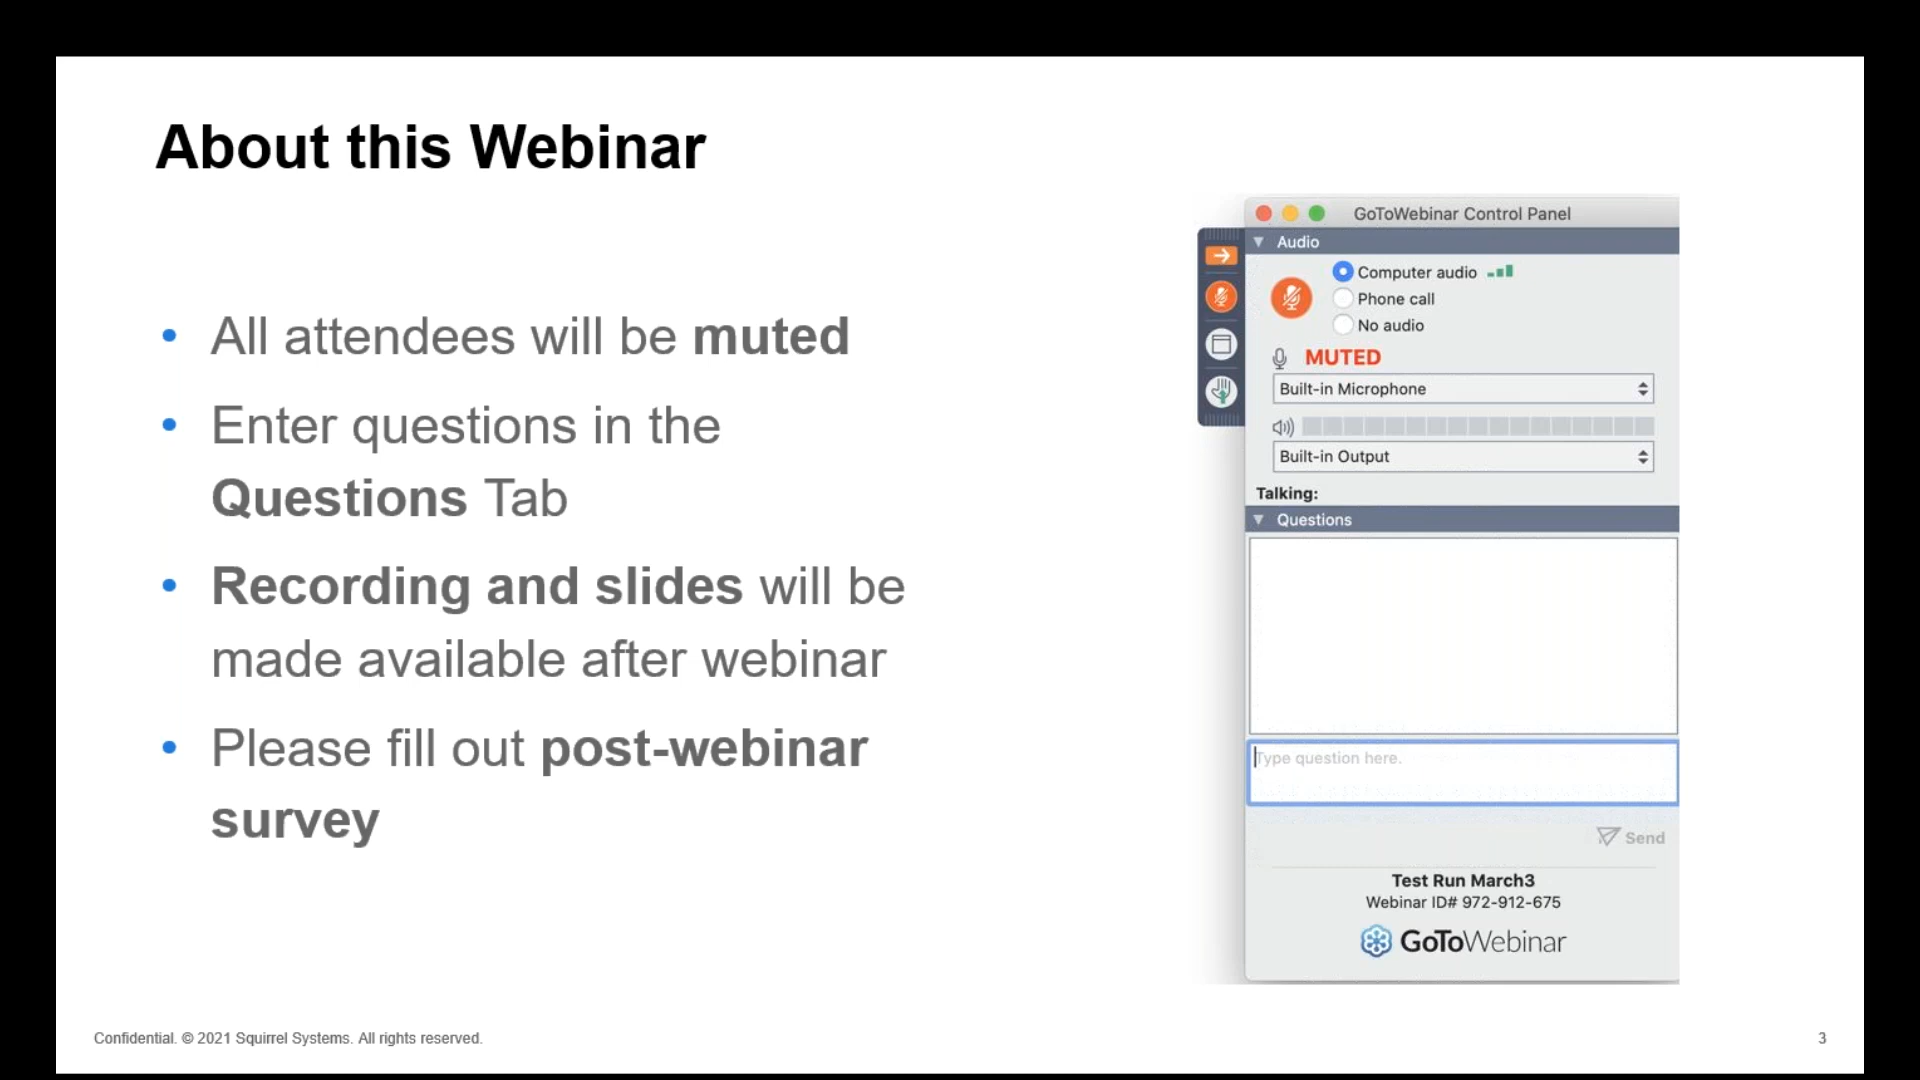 About this Webinar
• All attendees will be muted
• Enter questions in the
Questions Tab
• Recording and slides will be
made available after webinar
• Please fill out post-webinar
survey
GoToWebinar Control Panel
Audio
Computer audio
Phone call
No audio
MUTED
Built-in Microphone
Built-in Output
Talking:
Questions
Type question here.
Send
Test Run March3
Webinar ID# 972-912-675
GoToWebinar
Confidential. © 2021 Squirrel Systems. All rights reserved.
3